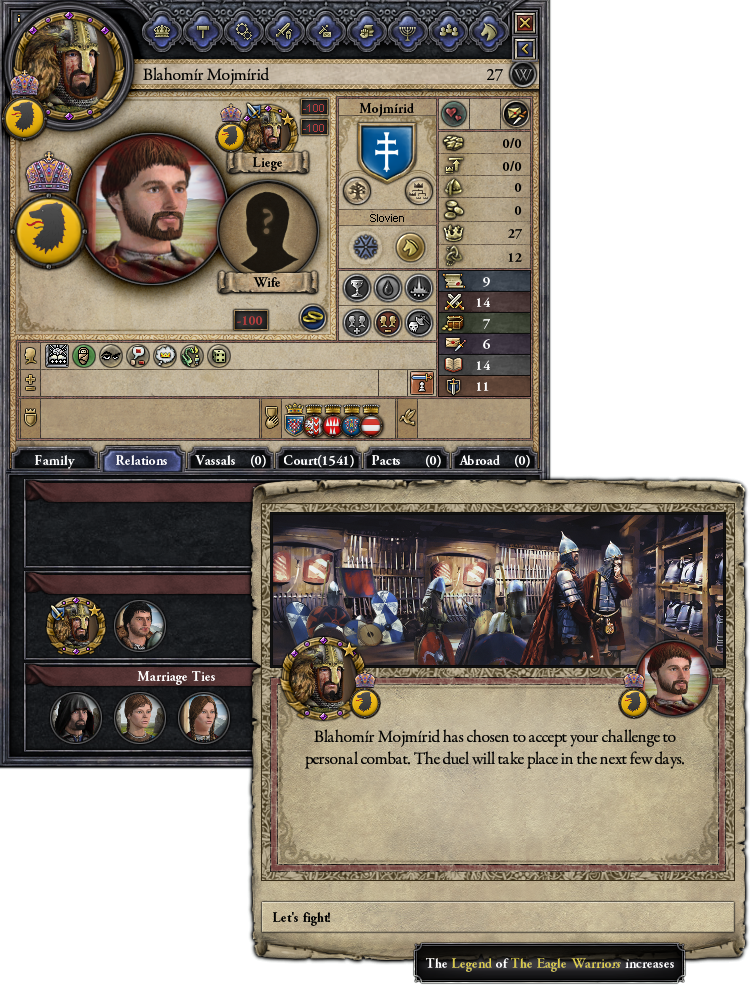 i
Blahomír Mojmírid
27
W
-100
-100
Mojmírid
Liege
0/0
0/0
0
0
Slovien
27
12
?
Wife
9
14
7
6
14
11
-100
Family
Relations
Vassals (0)
Court(1541)
Pacts (0)
Abroad (0)
Marriage Ties
Blahomír Mojmírid has chosen to accept your challenge to
personal combat. The duel will take place in the next few days.
Let's fight!
The Legend of The Eagle Warriors increases